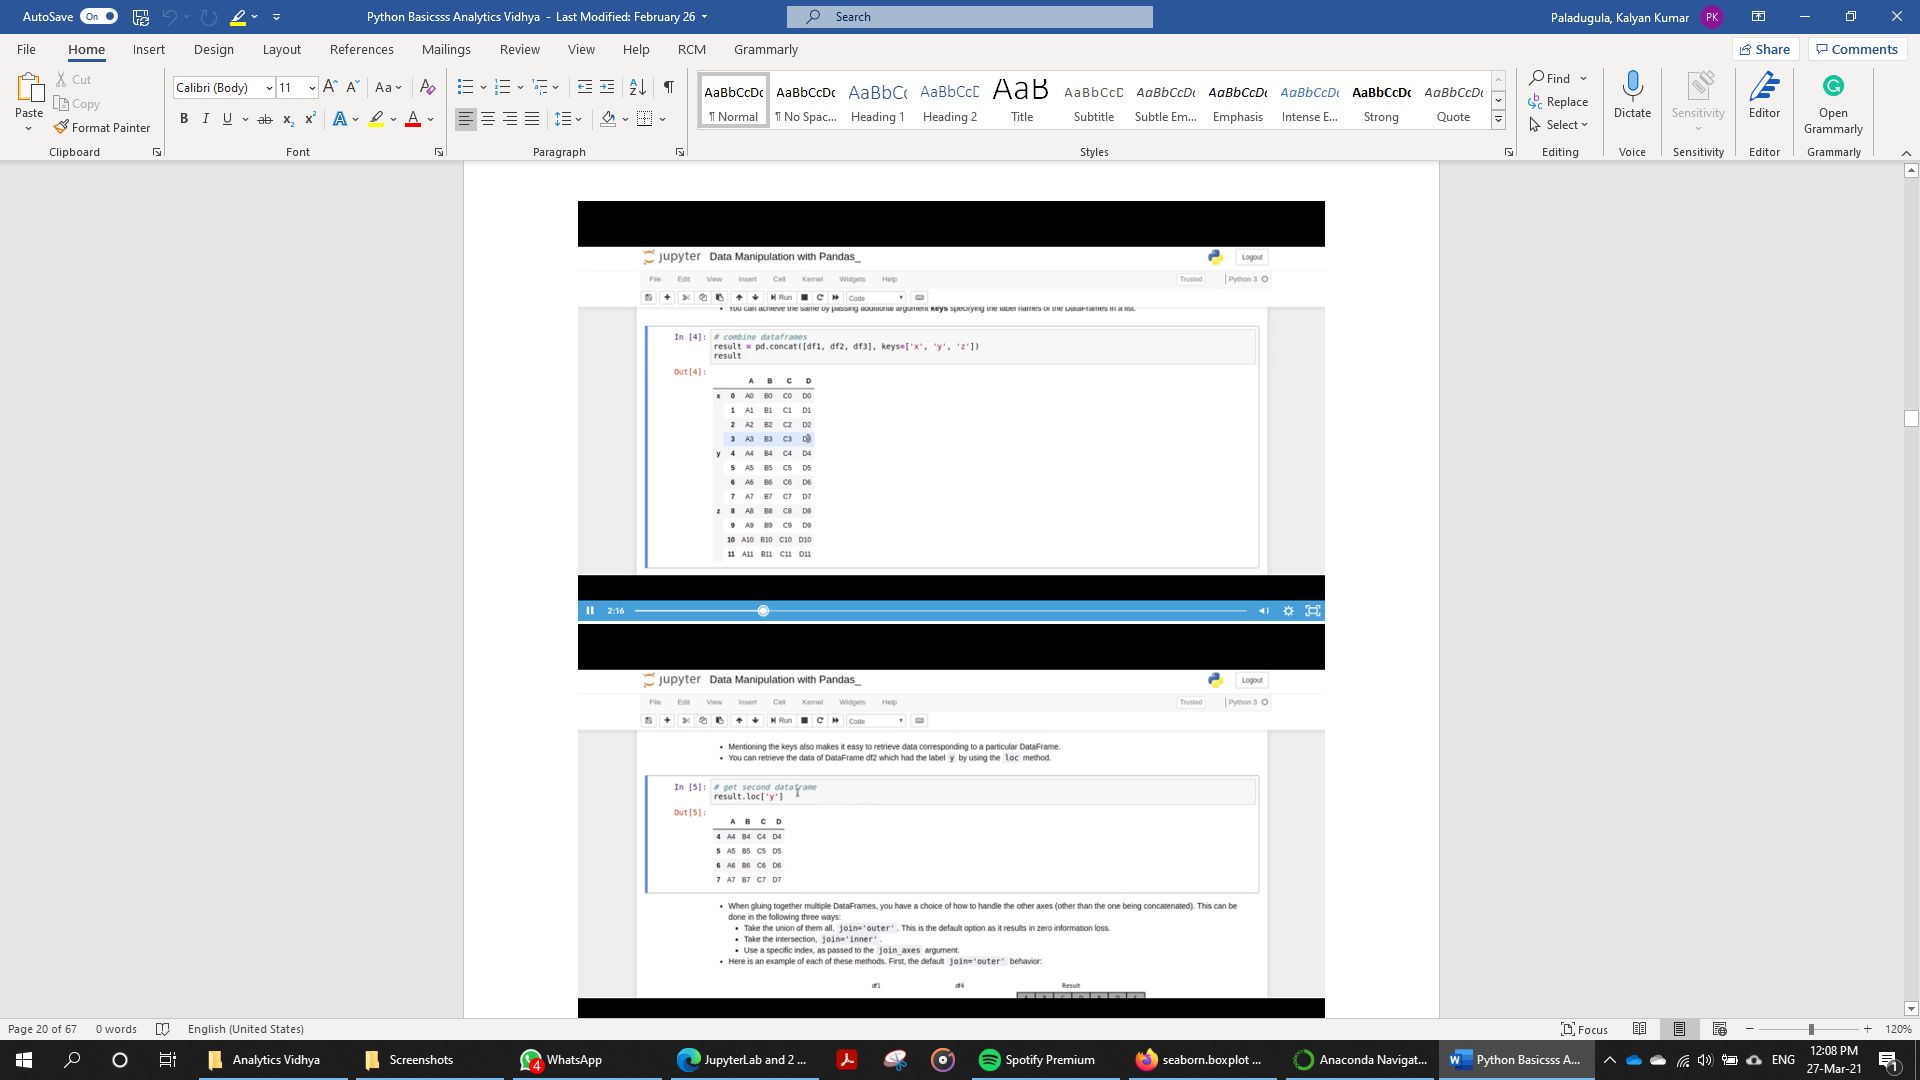 AutoSave On Python Basicsss Analytics Vidhya - Last Modified: February 26 Search Paladugula, Kalyan Kumar PK
File Home Insert Design Layout References Mailings Review View Help RCM Grammarly Share Comments
Paste Cut Copy Format Painter
Calibri (Body) 11
AaBbCcDc AaBbCcDc AaBbCc AaBbCcD AaB AaBbCcD AaBbCcDc AaBbCcDc AaBbCcDc AaBbCcDc AaBbCcDc
¶ Normal ¶ No Spac... Heading 1 Heading 2 Title Subtitle Subtle Em... Emphasis Intense E... Strong Quote
Find
Replace
Select
Dictate Sensitivity Editor Open Grammarly
Clipboard Font Paragraph Styles Editing Voice Sensitivity Editor Grammarly
jupyter Data Manipulation with Pandas_ Logout
File Edit View Insert Cell Kernel Widgets Help Trusted Python 3
Run Code
• You can achieve the same by passing additional argument keys specifying the label names of the DataFrames in a list.
In [4]: # combine dataframes
result = pd.concat([df1, df2, df3], keys=['x', 'y', 'z'])
result
Out[4]:
A B C D
x 0 A0 B0 C0 D0
1 A1 B1 C1 D1
2 A2 B2 C2 D2
3 A3 B3 C3 D3
y 4 A4 B4 C4 D4
5 A5 B5 C5 D5
6 A6 B6 C6 D6
7 A7 B7 C7 D7
z 8 A8 B8 C8 D8
9 A9 B9 C9 D9
10 A10 B10 C10 D10
11 A11 B11 C11 D11
2:16
jupyter Data Manipulation with Pandas_ Logout
File Edit View Insert Cell Kernel Widgets Help Trusted Python 3
Run Code
• Mentioning the keys also makes it easy to retrieve data corresponding to a particular DataFrame.
• You can retrieve the data of DataFrame df2 which had the label y by using the loc method.
In [5]: # get second dataframe
result.loc['y']
Out[5]:
A B C D
4 A4 B4 C4 D4
5 A5 B5 C5 D5
6 A6 B6 C6 D6
7 A7 B7 C7 D7
• When gluing together multiple DataFrames, you have a choice of how to handle the other axes (other than the one being concatenated). This can be
done in the following three ways:
• Take the union of them all, join='outer'. This is the default option as it results in zero information loss.
• Take the intersection, join='inner'.
• Use a specific index, as passed to the join_axes argument.
• Here is an example of each of these methods. First, the default join='outer' behavior:
df1 df4 Result
Page 20 of 67 0 words English (United States) Focus 120%
Analytics Vidhya Screenshots 4 WhatsApp JupyterLab and 2 ... Spotify Premium seaborn.boxplot ... Anaconda Navigat... Python Basicsss A... ENG 12:08 PM
27-Mar-21 1